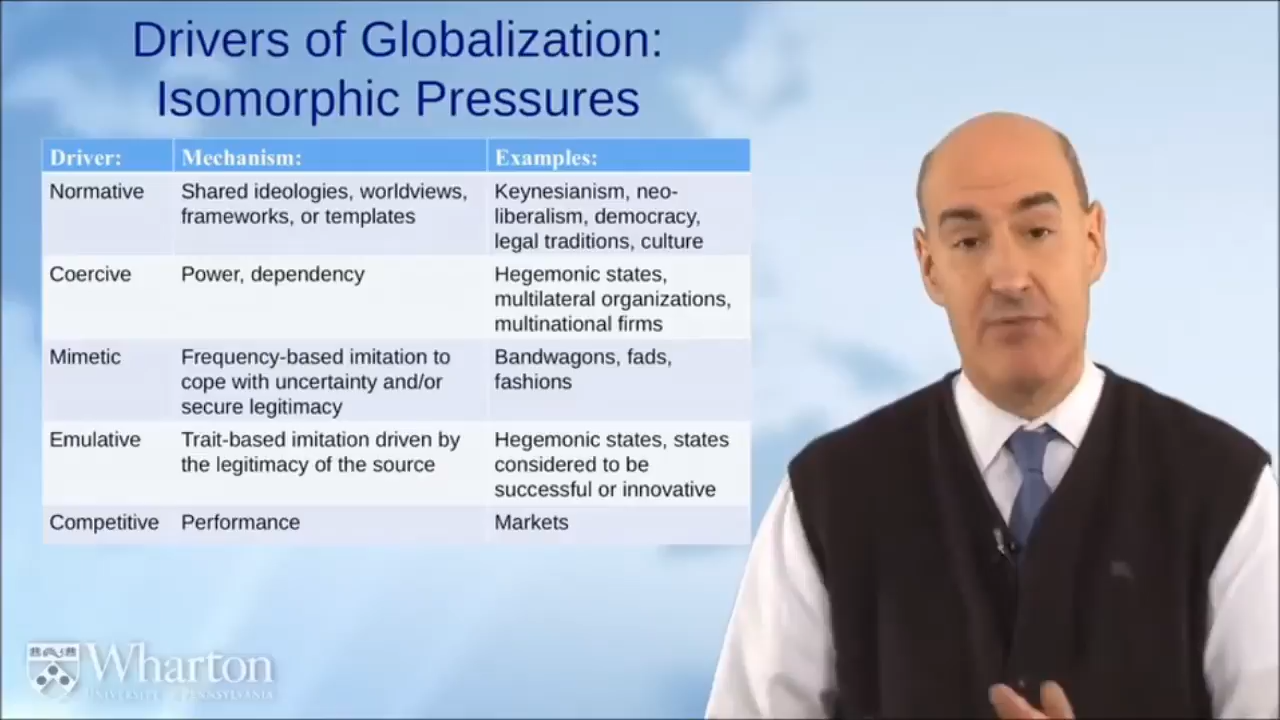 Drivers of Globalization:
Isomorphic Pressures
Driver: Mechanism: Examples:
Normative Shared ideologies, worldviews, Keynesianism, neo-
frameworks, or templates liberalism, democracy,
legal traditions, culture
Coercive Power, dependency Hegemonic states,
multilateral organizations,
multinational firms
Mimetic Frequency-based imitation to Bandwagons, fads,
cope with uncertainty and/or fashions
secure legitimacy
Emulative Trait-based imitation driven by Hegemonic states, states
the legitimacy of the source considered to be
successful or innovative
Competitive Performance Markets
Wharton
UNIVERSITY of PENNSYLVANIA